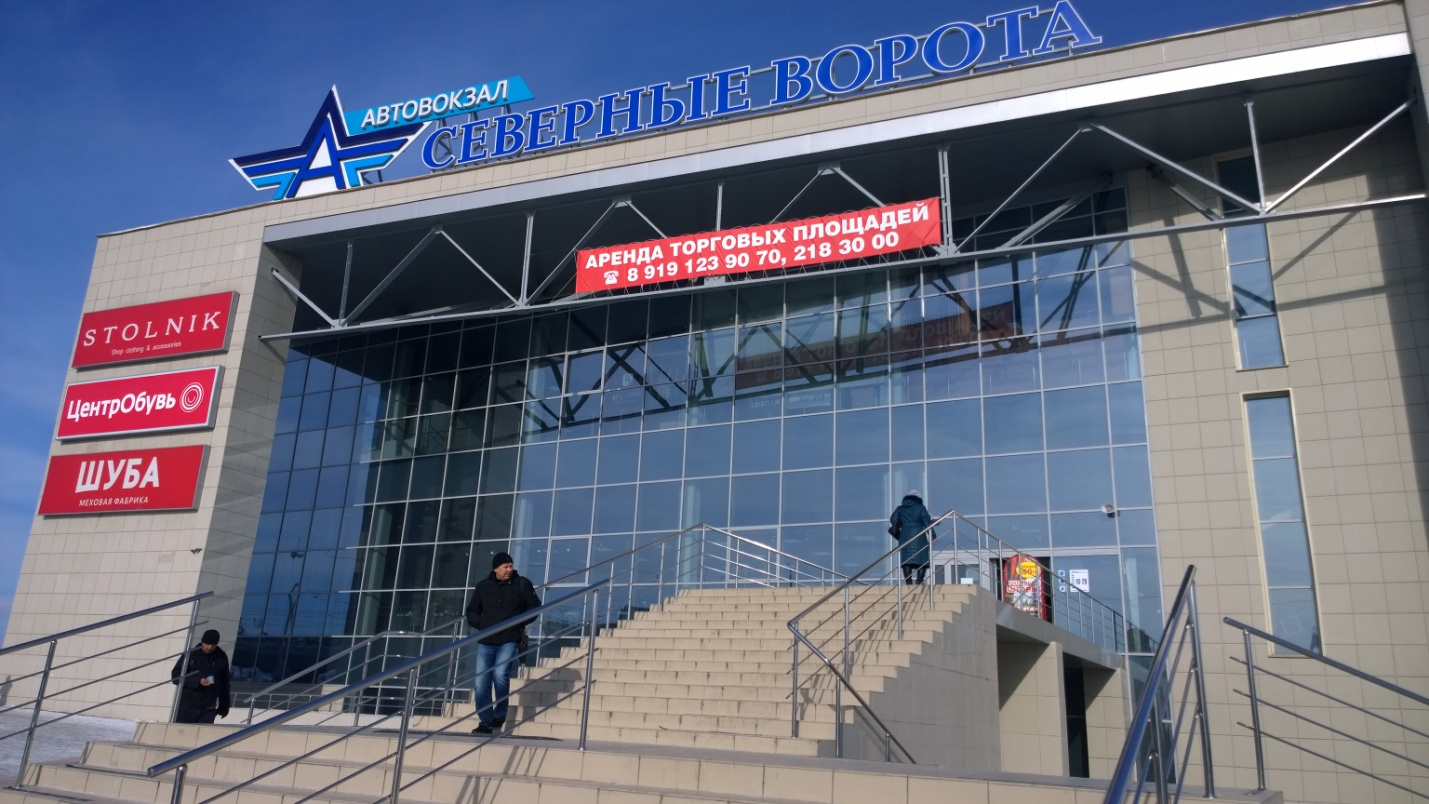 АВТОВОКЗАЛ
СЕВЕРНЫЕ ВОРОТА
АРЕНДА ТОРГОВЫХ ПЛОЩАДЕЙ
☎ 8 919 123 90 70, 218 30 00
STOLNIK
Shop clothing & accessories
ЦентрОбувь
ШУБА
МЕХОВАЯ ФАБРИКА